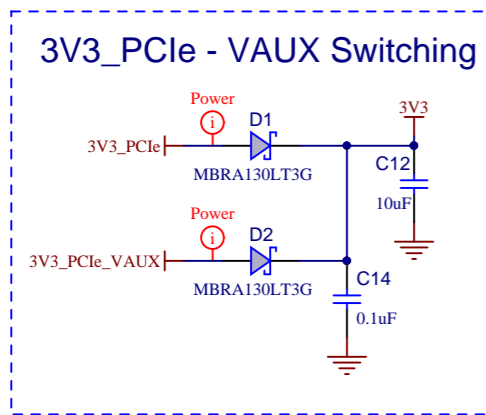 3V3_PCIe - VAUX Switching
Power
i
D1
3V3
3V3_PCIe
MBRA130LT3G
C12
10uF
Power
i
D2
3V3_PCIe_VAUX
MBRA130LT3G
C14
0.1uF